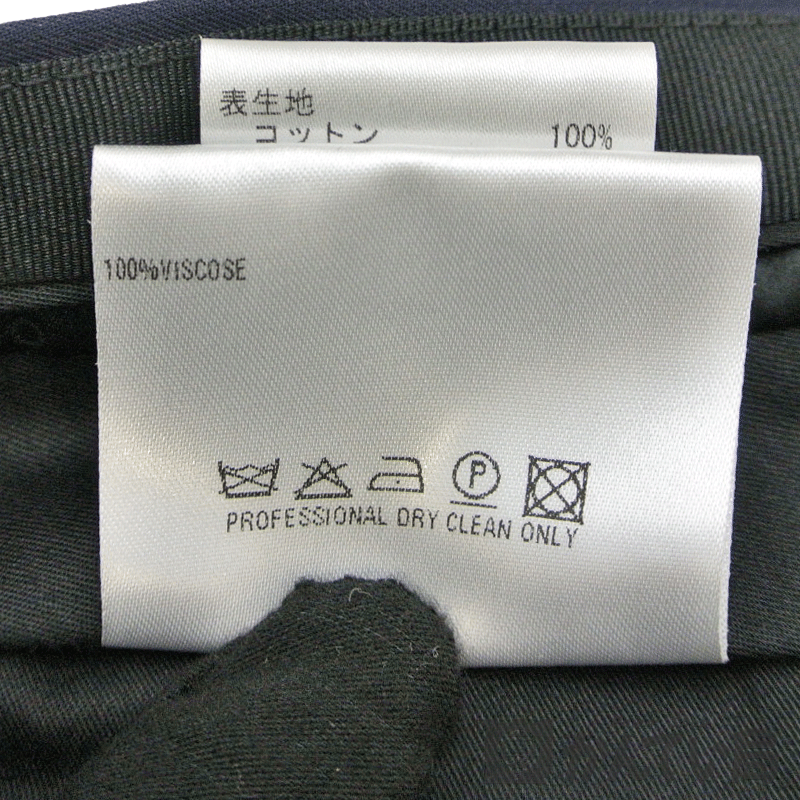 表生地
コットン 100%
100%VISCOSE
P
PROFESSIONAL DRY CLEAN ONLY